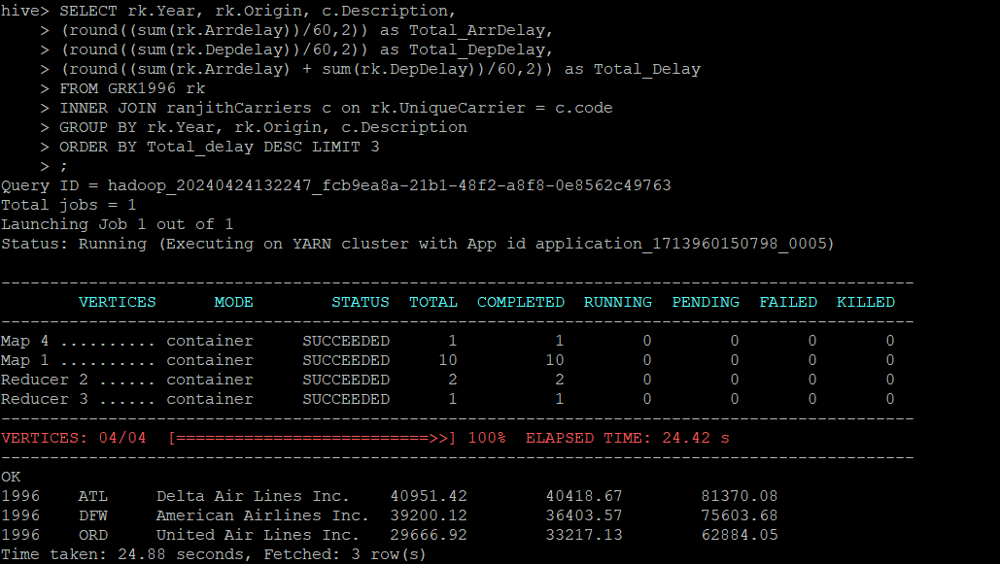 hive> SELECT rk.Year, rk.Origin, c.Description,
    > (round((sum(rk.Arrdelay))/60,2)) as Total_ArrDelay,
    > (round((sum(rk.Depdelay))/60,2)) as Total_DepDelay,
    > (round((sum(rk.Arrdelay) + sum(rk.DepDelay))/60,2)) as Total_Delay
    > FROM GRK1996 rk
    > INNER JOIN ranjithCarriers c on rk.UniqueCarrier = c.code
    > GROUP BY rk.Year, rk.Origin, c.Description
    > ORDER BY Total_delay DESC LIMIT 3
    > ;
Query ID = hadoop_20240424132247_fcb9ea8a-21b1-48f2-a8f8-0e8562c49763
Total jobs = 1
Launching Job 1 out of 1
Status: Running (Executing on YARN cluster with App id application_1713960150798_0005)
----------------------------------------------------------------------------------------------
        VERTICES      MODE        STATUS  TOTAL  COMPLETED  RUNNING  PENDING  FAILED  KILLED
----------------------------------------------------------------------------------------------
Map 4 .......... container     SUCCEEDED      1          1        0        0       0       0
Map 1 .......... container     SUCCEEDED     10         10        0        0       0       0
Reducer 2 ...... container     SUCCEEDED      2          2        0        0       0       0
Reducer 3 ...... container     SUCCEEDED      1          1        0        0       0       0
----------------------------------------------------------------------------------------------
VERTICES: 04/04  [==========================>>] 100%  ELAPSED TIME: 24.42 s
----------------------------------------------------------------------------------------------
OK
1996    ATL     Delta Air Lines Inc.    40951.42        40418.67        81370.08
1996    DFW     American Airlines Inc.  39200.12        36403.57        75603.68
1996    ORD     United Air Lines Inc.   29666.92        33217.13        62884.05
Time taken: 24.88 seconds, Fetched: 3 row(s)